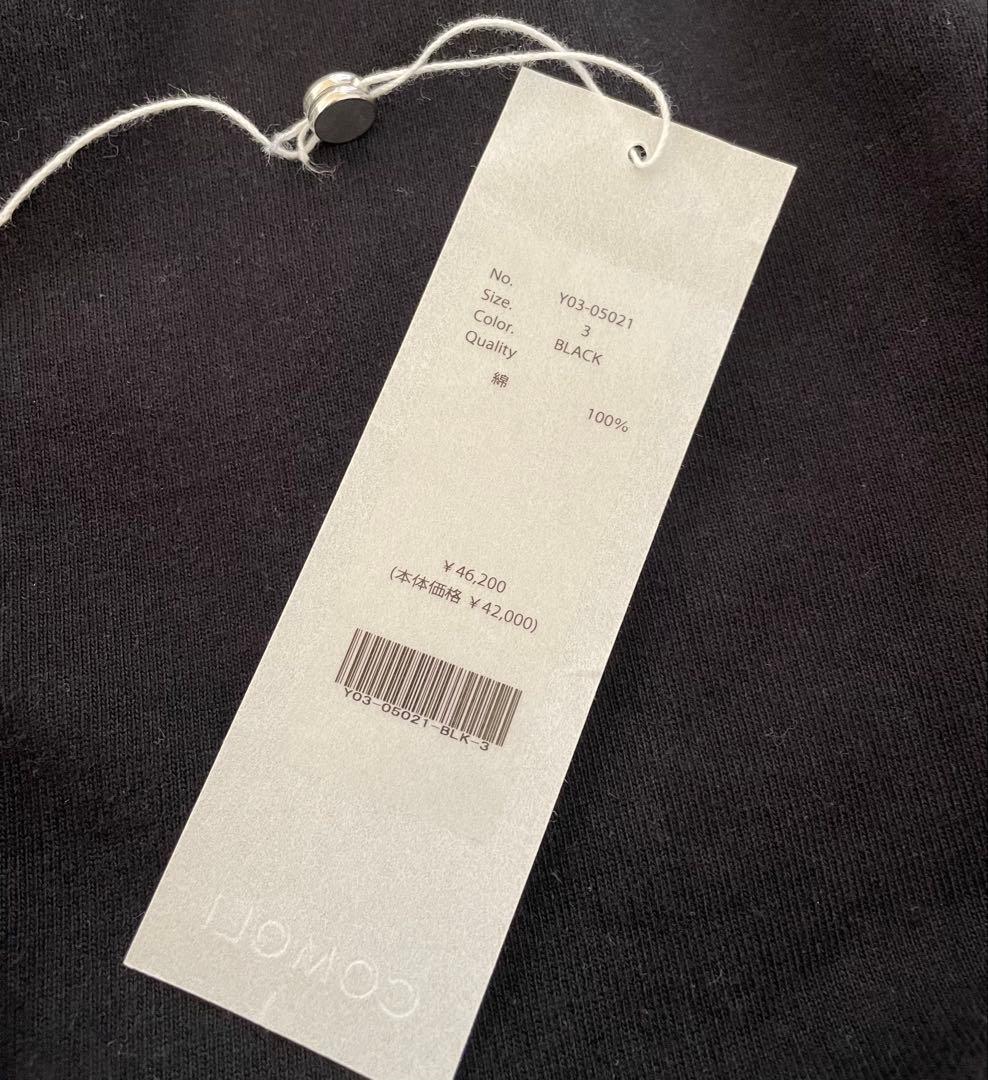 No. Y03-05021
Size. 3
Color. BLACK
Quality
綿 100%
¥46,200
(本体価格 ¥42,000)
Y03-05021-BLK-3
COMOLI